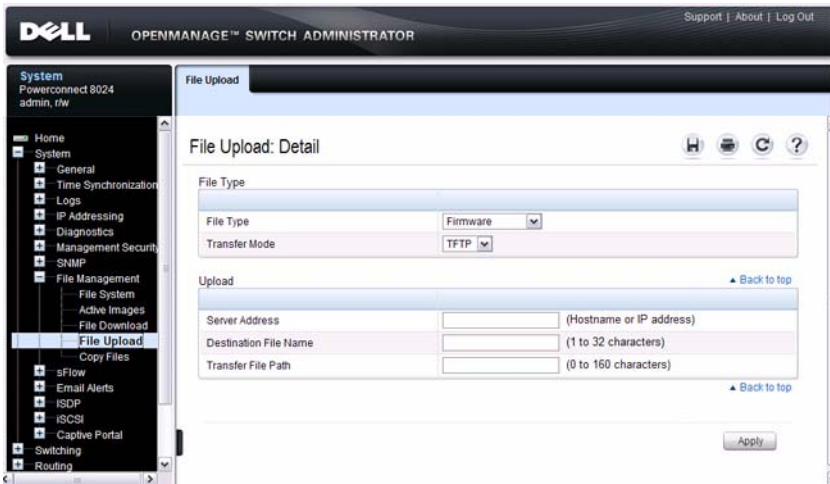 Support | About | Log Out
DELL
OPENMANAGE™ SWITCH ADMINISTRATOR
System
Powerconnect 8024
admin, r/w
File Upload
Home
System
General
Time Synchronization
Logs
IP Addressing
Diagnostics
Management Security
SNMP
File Management
File System
Active Images
File Download
File Upload
Copy Files
sFlow
Email Alerts
ISDP
iSCSI
Captive Portal
Switching
Routing
File Upload: Detail
File Type
File Type Firmware
Transfer Mode TFTP
Upload Back to top
Server Address (Hostname or IP address)
Destination File Name (1 to 32 characters)
Transfer File Path (0 to 160 characters)
Back to top
Apply